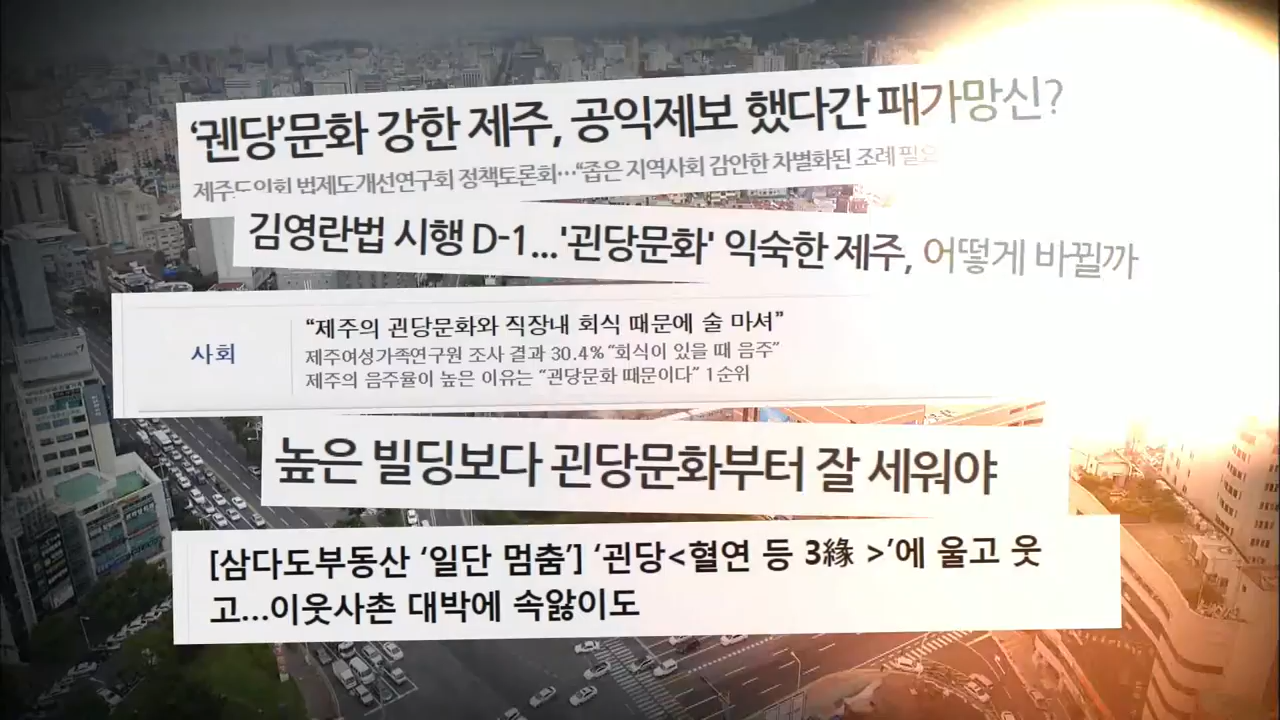 ‘궨당’문화 강한 제주, 공익제보 했다간 패가망신?
제주도의회 법제도개선연구회 정책토론회…“좁은 지역사회 감안한 차별화된 조례 필요
김영란법 시행 D-1...'괸당문화' 익숙한 제주, 어떻게 바뀔까
사회
“제주의 괸당문화와 직장내 회식 때문에 술 마셔”
제주여성가족연구원 조사 결과 30.4% “회식이 있을 때 음주”
제주의 음주율이 높은 이유는 “괸당문화 때문이다” 1순위
높은 빌딩보다 괸당문화부터 잘 세워야
[삼다도부동산 ‘일단 멈춤’] ‘괸당<혈연 등 3緣 >’에 울고 웃
고...이웃사촌 대박에 속앓이도